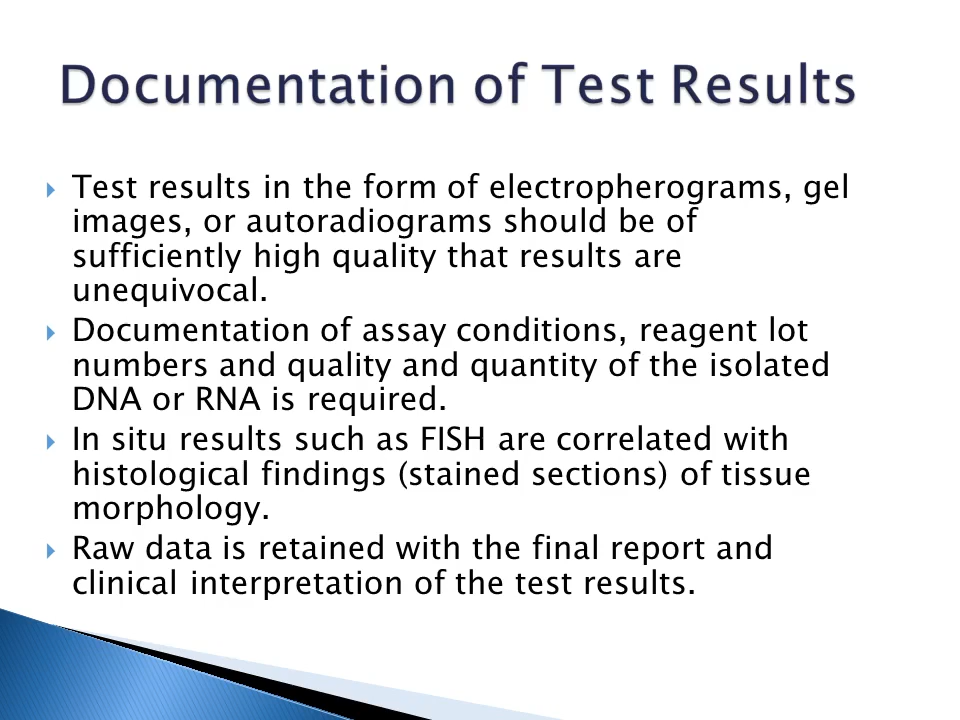 Documentation of Test Results
Test results in the form of electropherograms, gel
images, or autoradiograms should be of
sufficiently high quality that results are
unequivocal.
Documentation of assay conditions, reagent lot
numbers and quality and quantity of the isolated
DNA or RNA is required.
In situ results such as FISH are correlated with
histological findings (stained sections) of tissue
morphology.
Raw data is retained with the final report and
clinical interpretation of the test results.